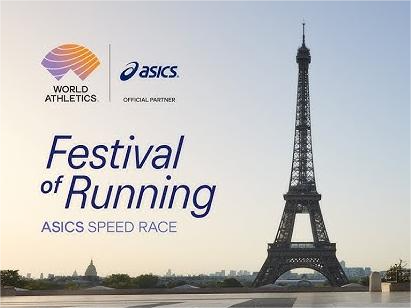 WORLD
ATHLETICS
asics
OFFICIAL PARTNER
Festival
of Running
ASICS SPEED RACE